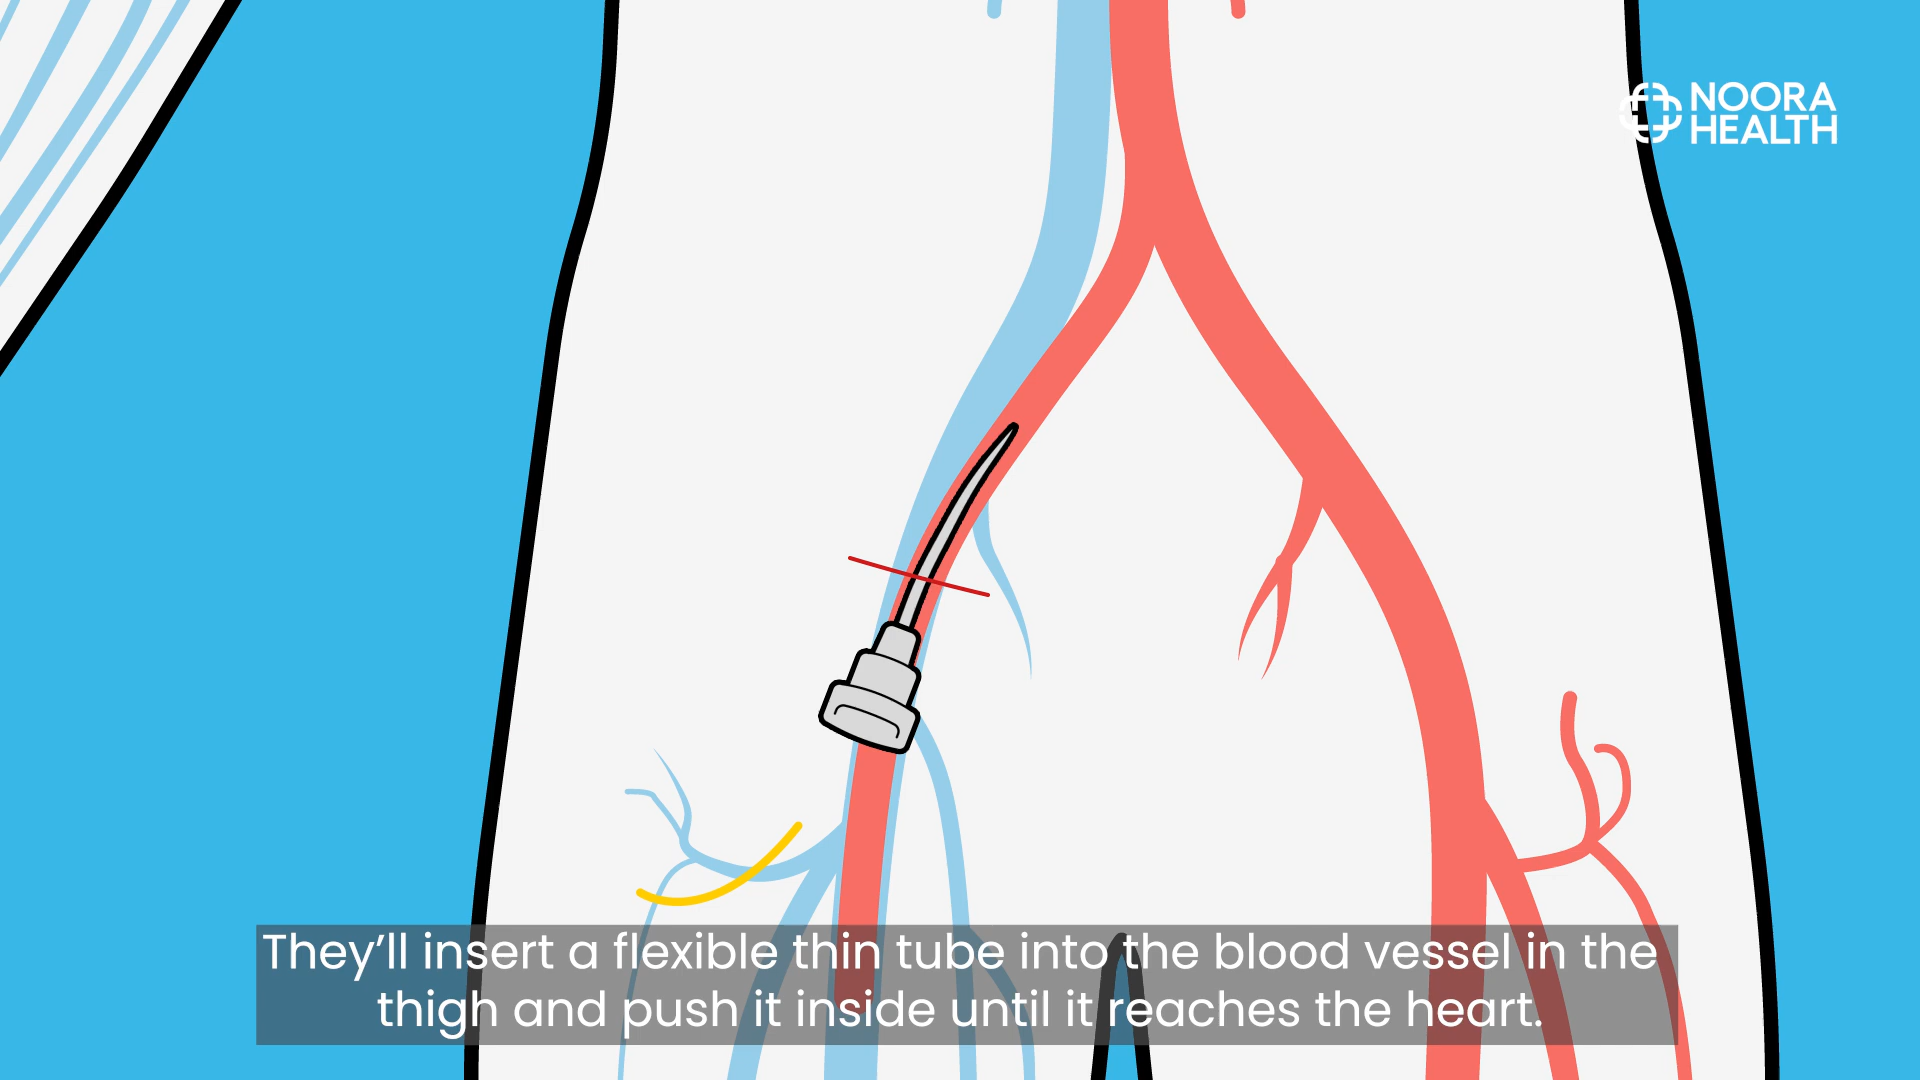 NOORA
HEALTH
They’ll insert a flexible thin tube into the blood vessel in the
thigh and push it inside until it reaches the heart.